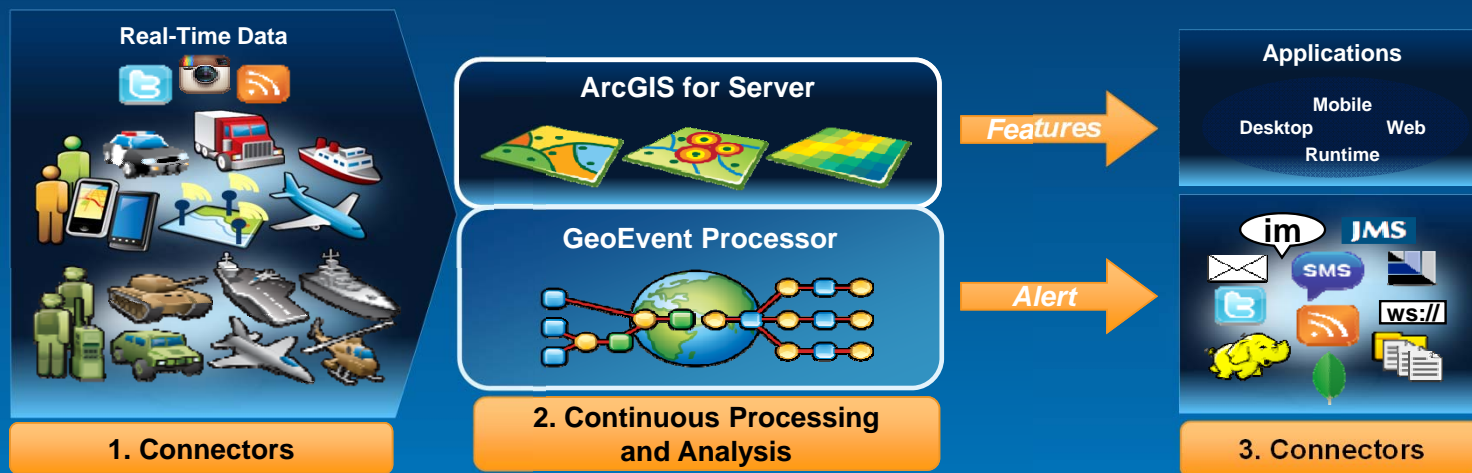 Real-Time Data
1. Connectors
ArcGIS for Server
GeoEvent Processor
2. Continuous Processing
and Analysis
Features
Alert
Applications
Mobile
Desktop Web
Runtime
im JMS
SMS
ws://
3. Connectors